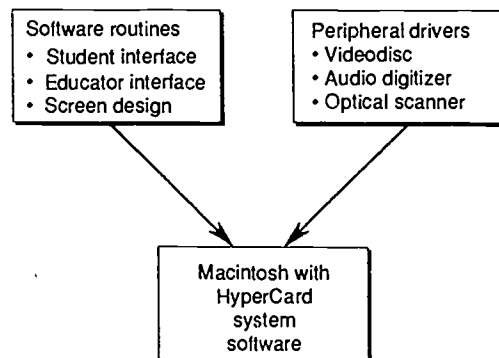 Software routines
• Student interface
• Educator interface
• Screen design
Peripheral drivers
• Videodisc
• Audio digitizer
• Optical scanner
Macintosh with
HyperCard
system
software